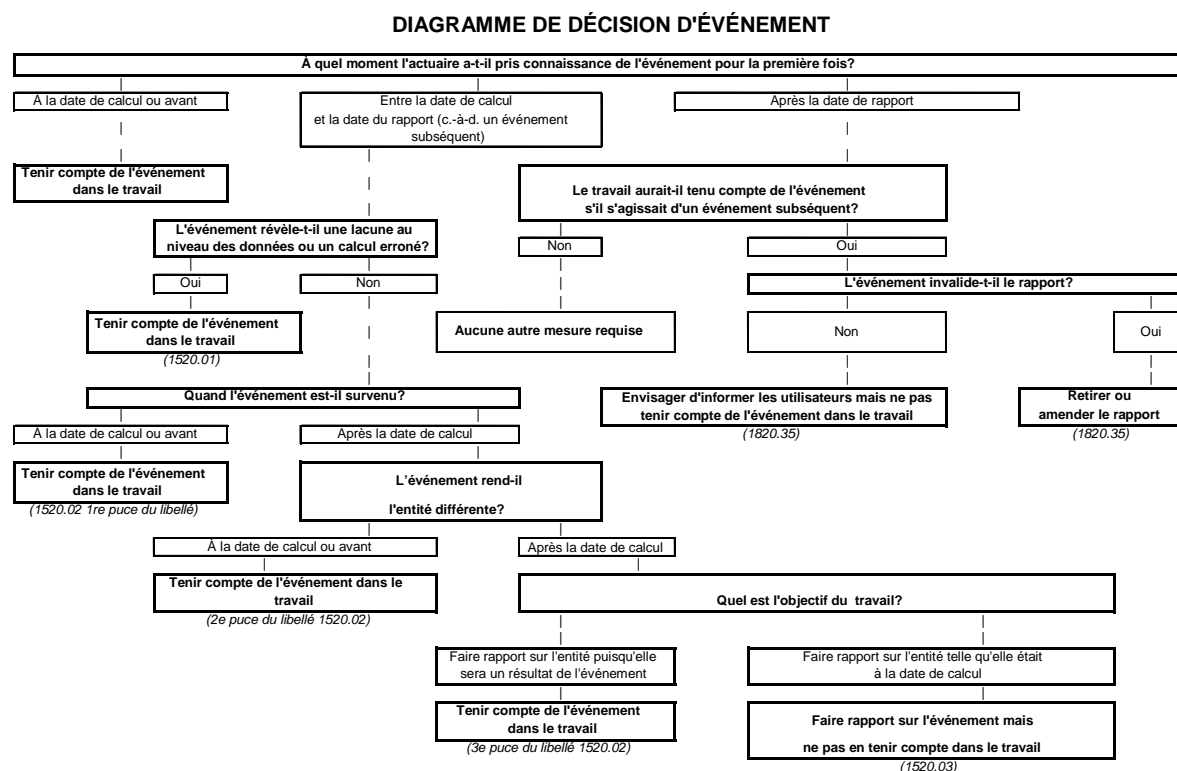 DIAGRAMME DE DÉCISION D'ÉVÉNEMENT
À quel moment l'actuaire a-t-il pris connaissance de l'événement pour la première fois?
À la date de calcul ou avant
Entre la date de calcul
et la date du rapport (c.-à-d. un événement
subséquent)
Après la date de rapport
Tenir compte de l'événement
dans le travail
Le travail aurait-il tenu compte de l'événement
s'il s'agissait d'un événement subséquent?
L'événement révèle-t-il une lacune au
niveau des données ou un calcul erroné?
Non
Oui
Oui
Non
L'événement invalide-t-il le rapport?
Tenir compte de l'événement
dans le travail
(1520.01)
Aucune autre mesure requise
Non
Oui
Quand l'événement est-il survenu?
Envisager d'informer les utilisateurs mais ne pas
tenir compte de l'événement dans le travail
(1820.35)
Retirer ou
amender le rapport
(1820.35)
À la date de calcul ou avant
Après la date de calcul
Tenir compte de l'événement
dans le travail
(1520.02 1re puce du libellé)
L'événement rend-il
l'entité différente?
À la date de calcul ou avant
Après la date de calcul
Tenir compte de l'événement dans le
travail
(2e puce du libellé 1520.02)
Quel est l'objectif du travail?
Faire rapport sur l'entité puisqu'elle
sera un résultat de l'événement
Faire rapport sur l'entité telle qu'elle était
à la date de calcul
Tenir compte de l'événement
dans le travail
(3e puce du libellé 1520.02)
Faire rapport sur l'événement mais
ne pas en tenir compte dans le travail
(1520.03)